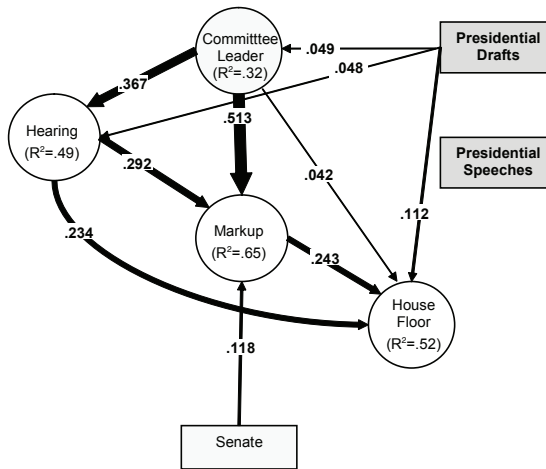 Committtee
Leader
(R²=.32)
.049
Presidential
Drafts
.048
.367
Hearing
(R²=.49)
.513
.292
Presidential
Speeches
.042
.112
.234
Markup
(R²=.65)
.243
House
Floor
(R²=.52)
.118
Senate